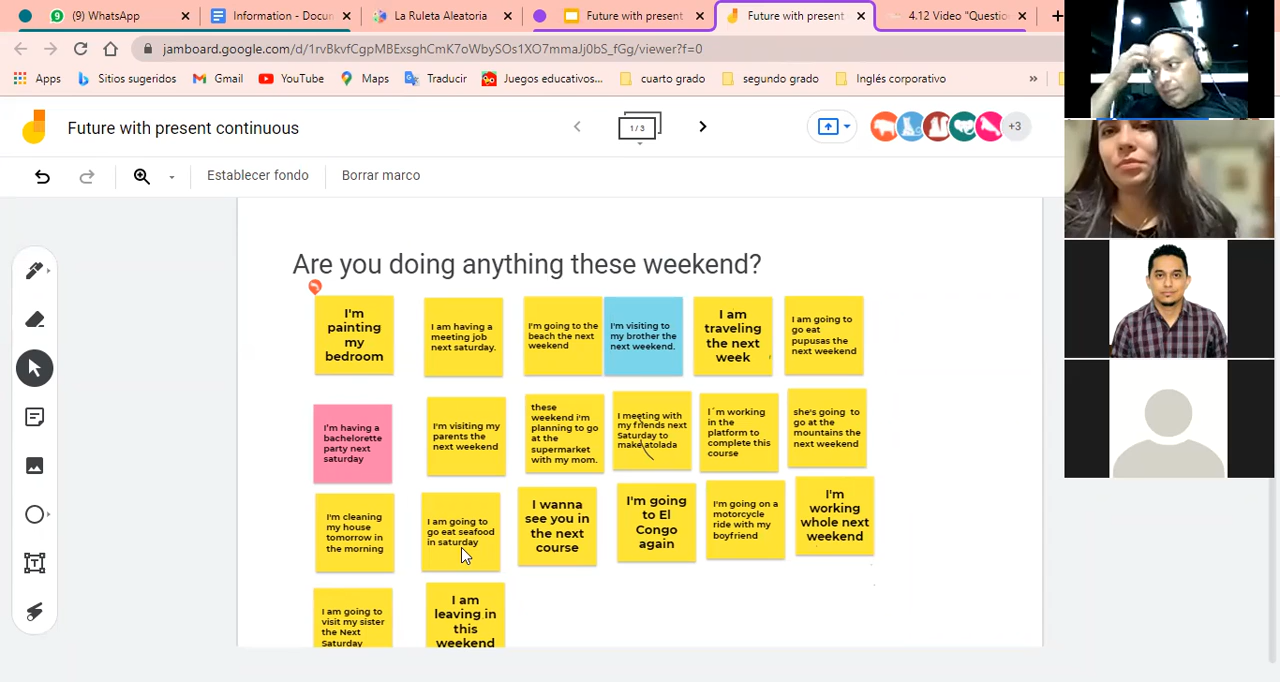 (9) WhatsApp
Information - Docu
La Ruleta Aleatoria
Future with present
Future with present
4.12 Video "Questio
jamboard.google.com/d/1rvBkvfCgpMBExsghCmK7oWbySOs1XO7mmaJj0bS_fGg/viewer?f=0
Apps
Sitios sugeridos
Gmail
YouTube
Maps
Traducir
Juegos educativos...
cuarto grado
segundo grado
Inglés corporativo
Future with present continuous
1 / 3
+3
Establecer fondo
Borrar marco
Are you doing anything these weekend?
I'm
painting
my
bedroom
I am having a
meeting job
next saturday.
I'm going to the
beach the next
weekend
I'm visiting to
my brother the
next weekend.
I am
traveling
the next
week
I am going to
go eat
pupusas the
next weekend
I'm having a
bachelorette
party next
saturday
I'm visiting my
parents the
next weekend
these
weekend i'm
planning to go
at the
supermarket
with my mom.
I meeting with
my friends next
Saturday to
make atolada
I´m working
in the
platform to
complete this
course
she's going to
go at the
mountains the
next weekend
I'm cleaning
my house
tomorrow in
the morning
I am going to
go eat seafood
in saturday
I wanna
see you in
the next
course
I'm going
to El
Congo
again
I'm going on a
motorcycle
ride with my
boyfriend
I'm
working
whole next
weekend
I am going to
visit my sister
the Next
Saturday
I am
leaving in
this
weekend